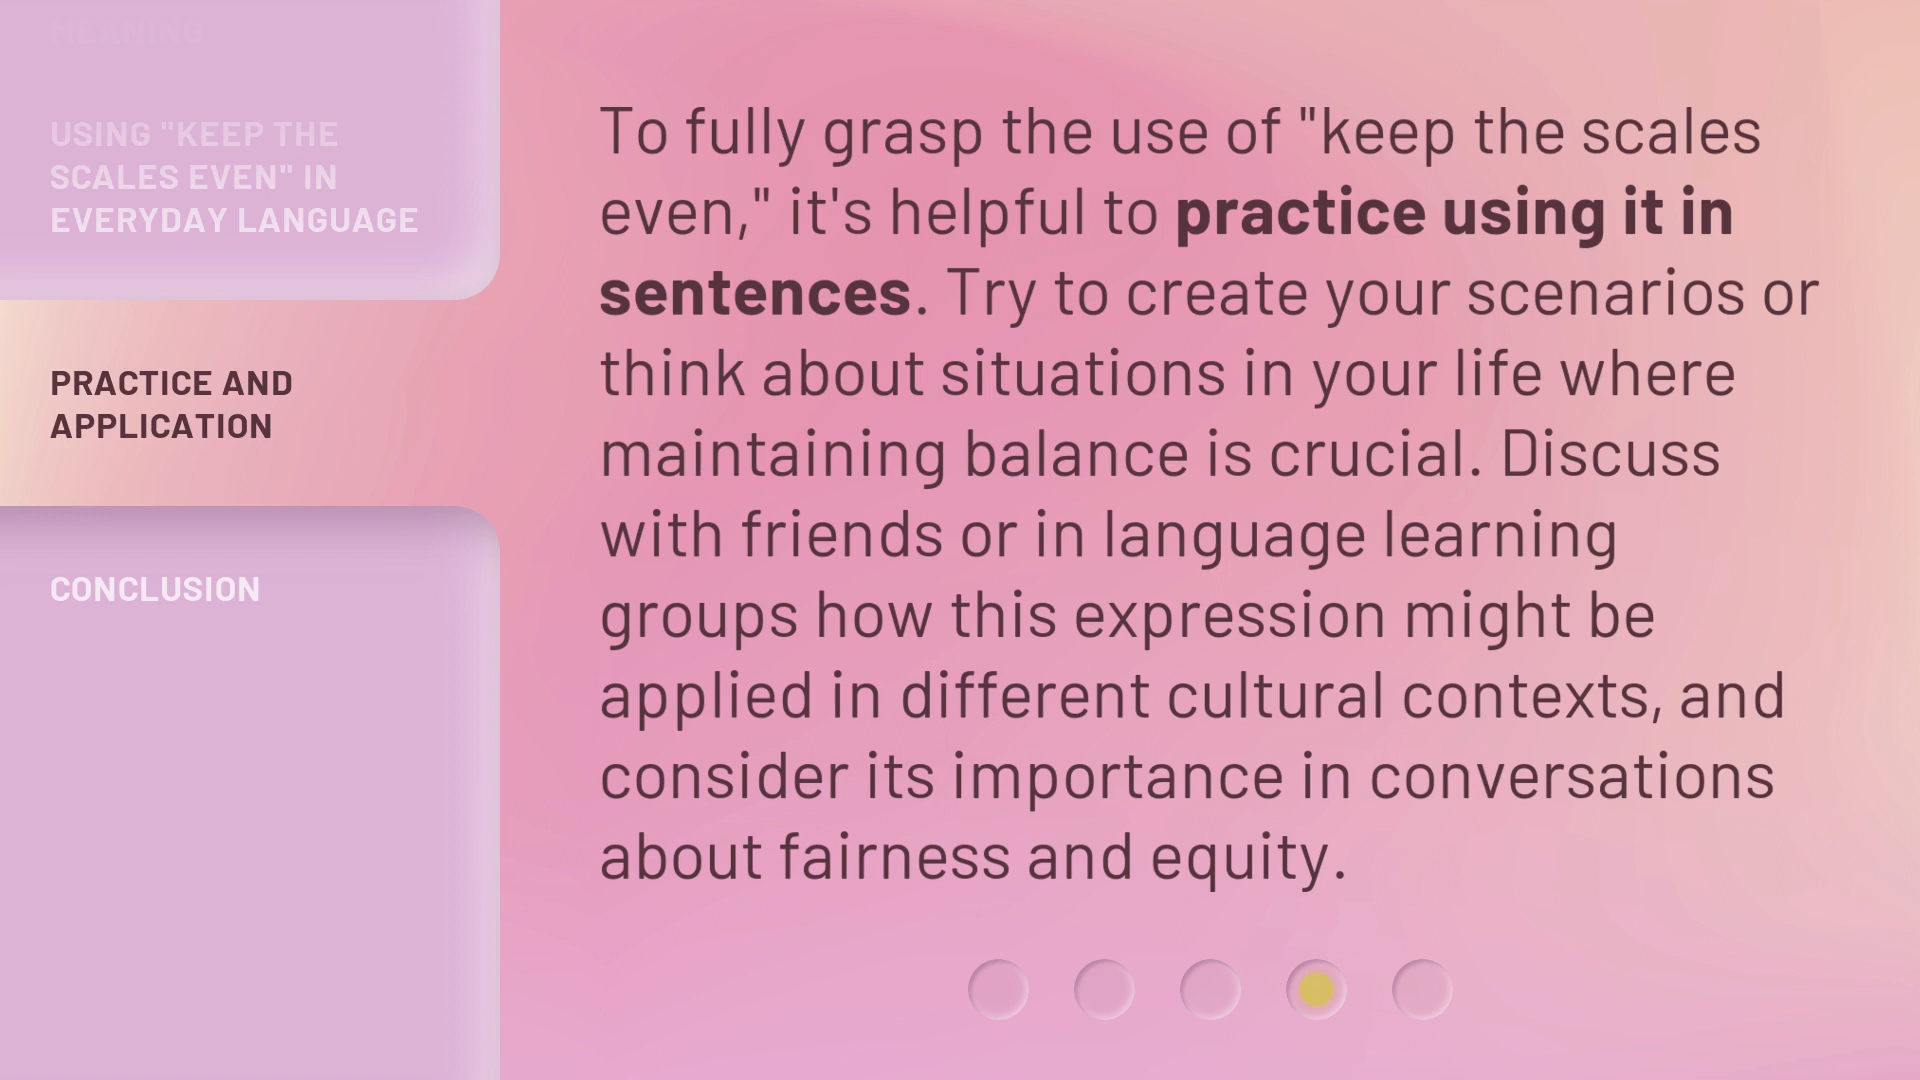 MEANING
USING "KEEP THE
SCALES EVEN" IN
EVERYDAY LANGUAGE
PRACTICE AND
APPLICATION
CONCLUSION
To fully grasp the use of "keep the scales
even," it's helpful to practice using it in
sentences. Try to create your scenarios or
think about situations in your life where
maintaining balance is crucial. Discuss
with friends or in language learning
groups how this expression might be
applied in different cultural contexts, and
consider its importance in conversations
about fairness and equity.